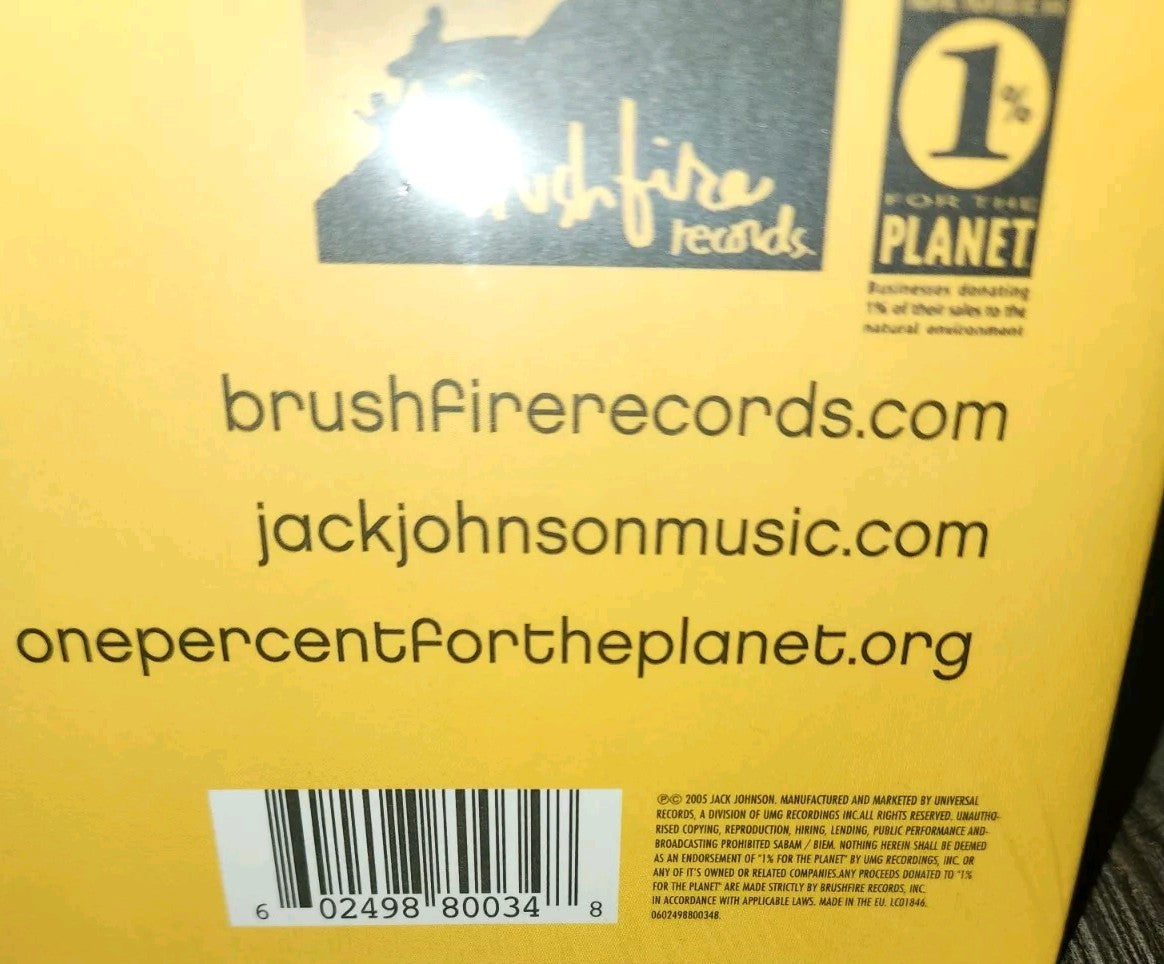 MEMBER
1%
FOR THE
PLANET
Businesses donating
1% of their sales to the
natural environment
brushfire
records.
brushfirerecords.com
jackjohnsonmusic.com
onepercentfortheplanet.org
6 02498 80034 8
℗© 2005 JACK JOHNSON. MANUFACTURED AND MARKETED BY UNIVERSAL
RECORDS, A DIVISION OF UMG RECORDINGS INC.ALL RIGHTS RESERVED. UNAUTHO-
RISED COPYING, REPRODUCTION, HIRING, LENDING, PUBLIC PERFORMANCE AND-
BROADCASTING PROHIBITED SABAM / BIEM. NOTHING HEREIN SHALL BE DEEMED
AS AN ENDORSEMENT OF "1% FOR THE PLANET" BY UMG RECORDINGS, INC. OR
ANY OF IT'S OWNED OR RELATED COMPANIES.ANY PROCEEDS DONATED TO "1%
FOR THE PLANET" ARE MADE STRICTLY BY BRUSHFIRE RECORDS, INC.
IN ACCORDANCE WITH APPLICABLE LAWS. MADE IN THE EU. LC01846.
0602498800348.